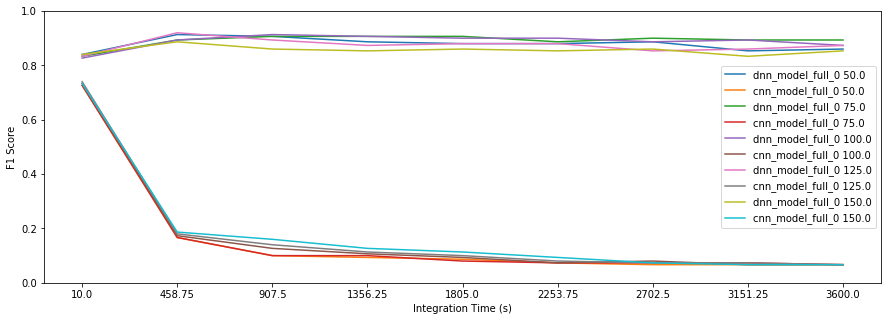 1.0
0.8
0.6
0.4
0.2
0.0
F1 Score
dnn_model_full_0 50.0
cnn_model_full_0 50.0
dnn_model_full_0 75.0
cnn_model_full_0 75.0
dnn_model_full_0 100.0
cnn_model_full_0 100.0
dnn_model_full_0 125.0
cnn_model_full_0 125.0
dnn_model_full_0 150.0
cnn_model_full_0 150.0
10.0 458.75 907.5 1356.25 1805.0 2253.75 2702.5 3151.25 3600.0
Integration Time (s)